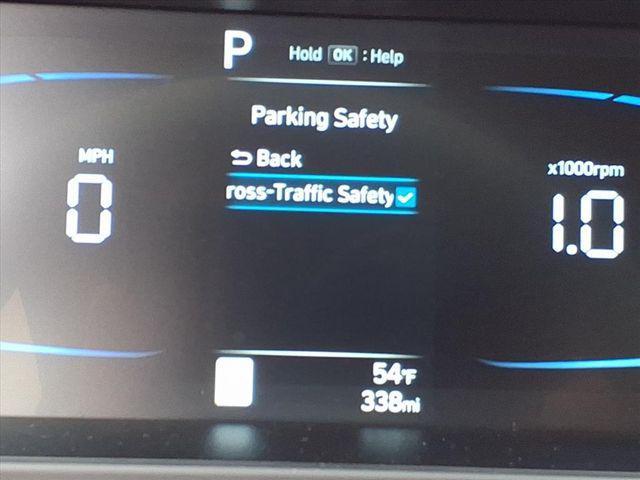 P Hold OK : Help
Parking Safety
Back
ross-Traffic Safety
MPH
0
x1000rpm
1.0
54°F
338mi